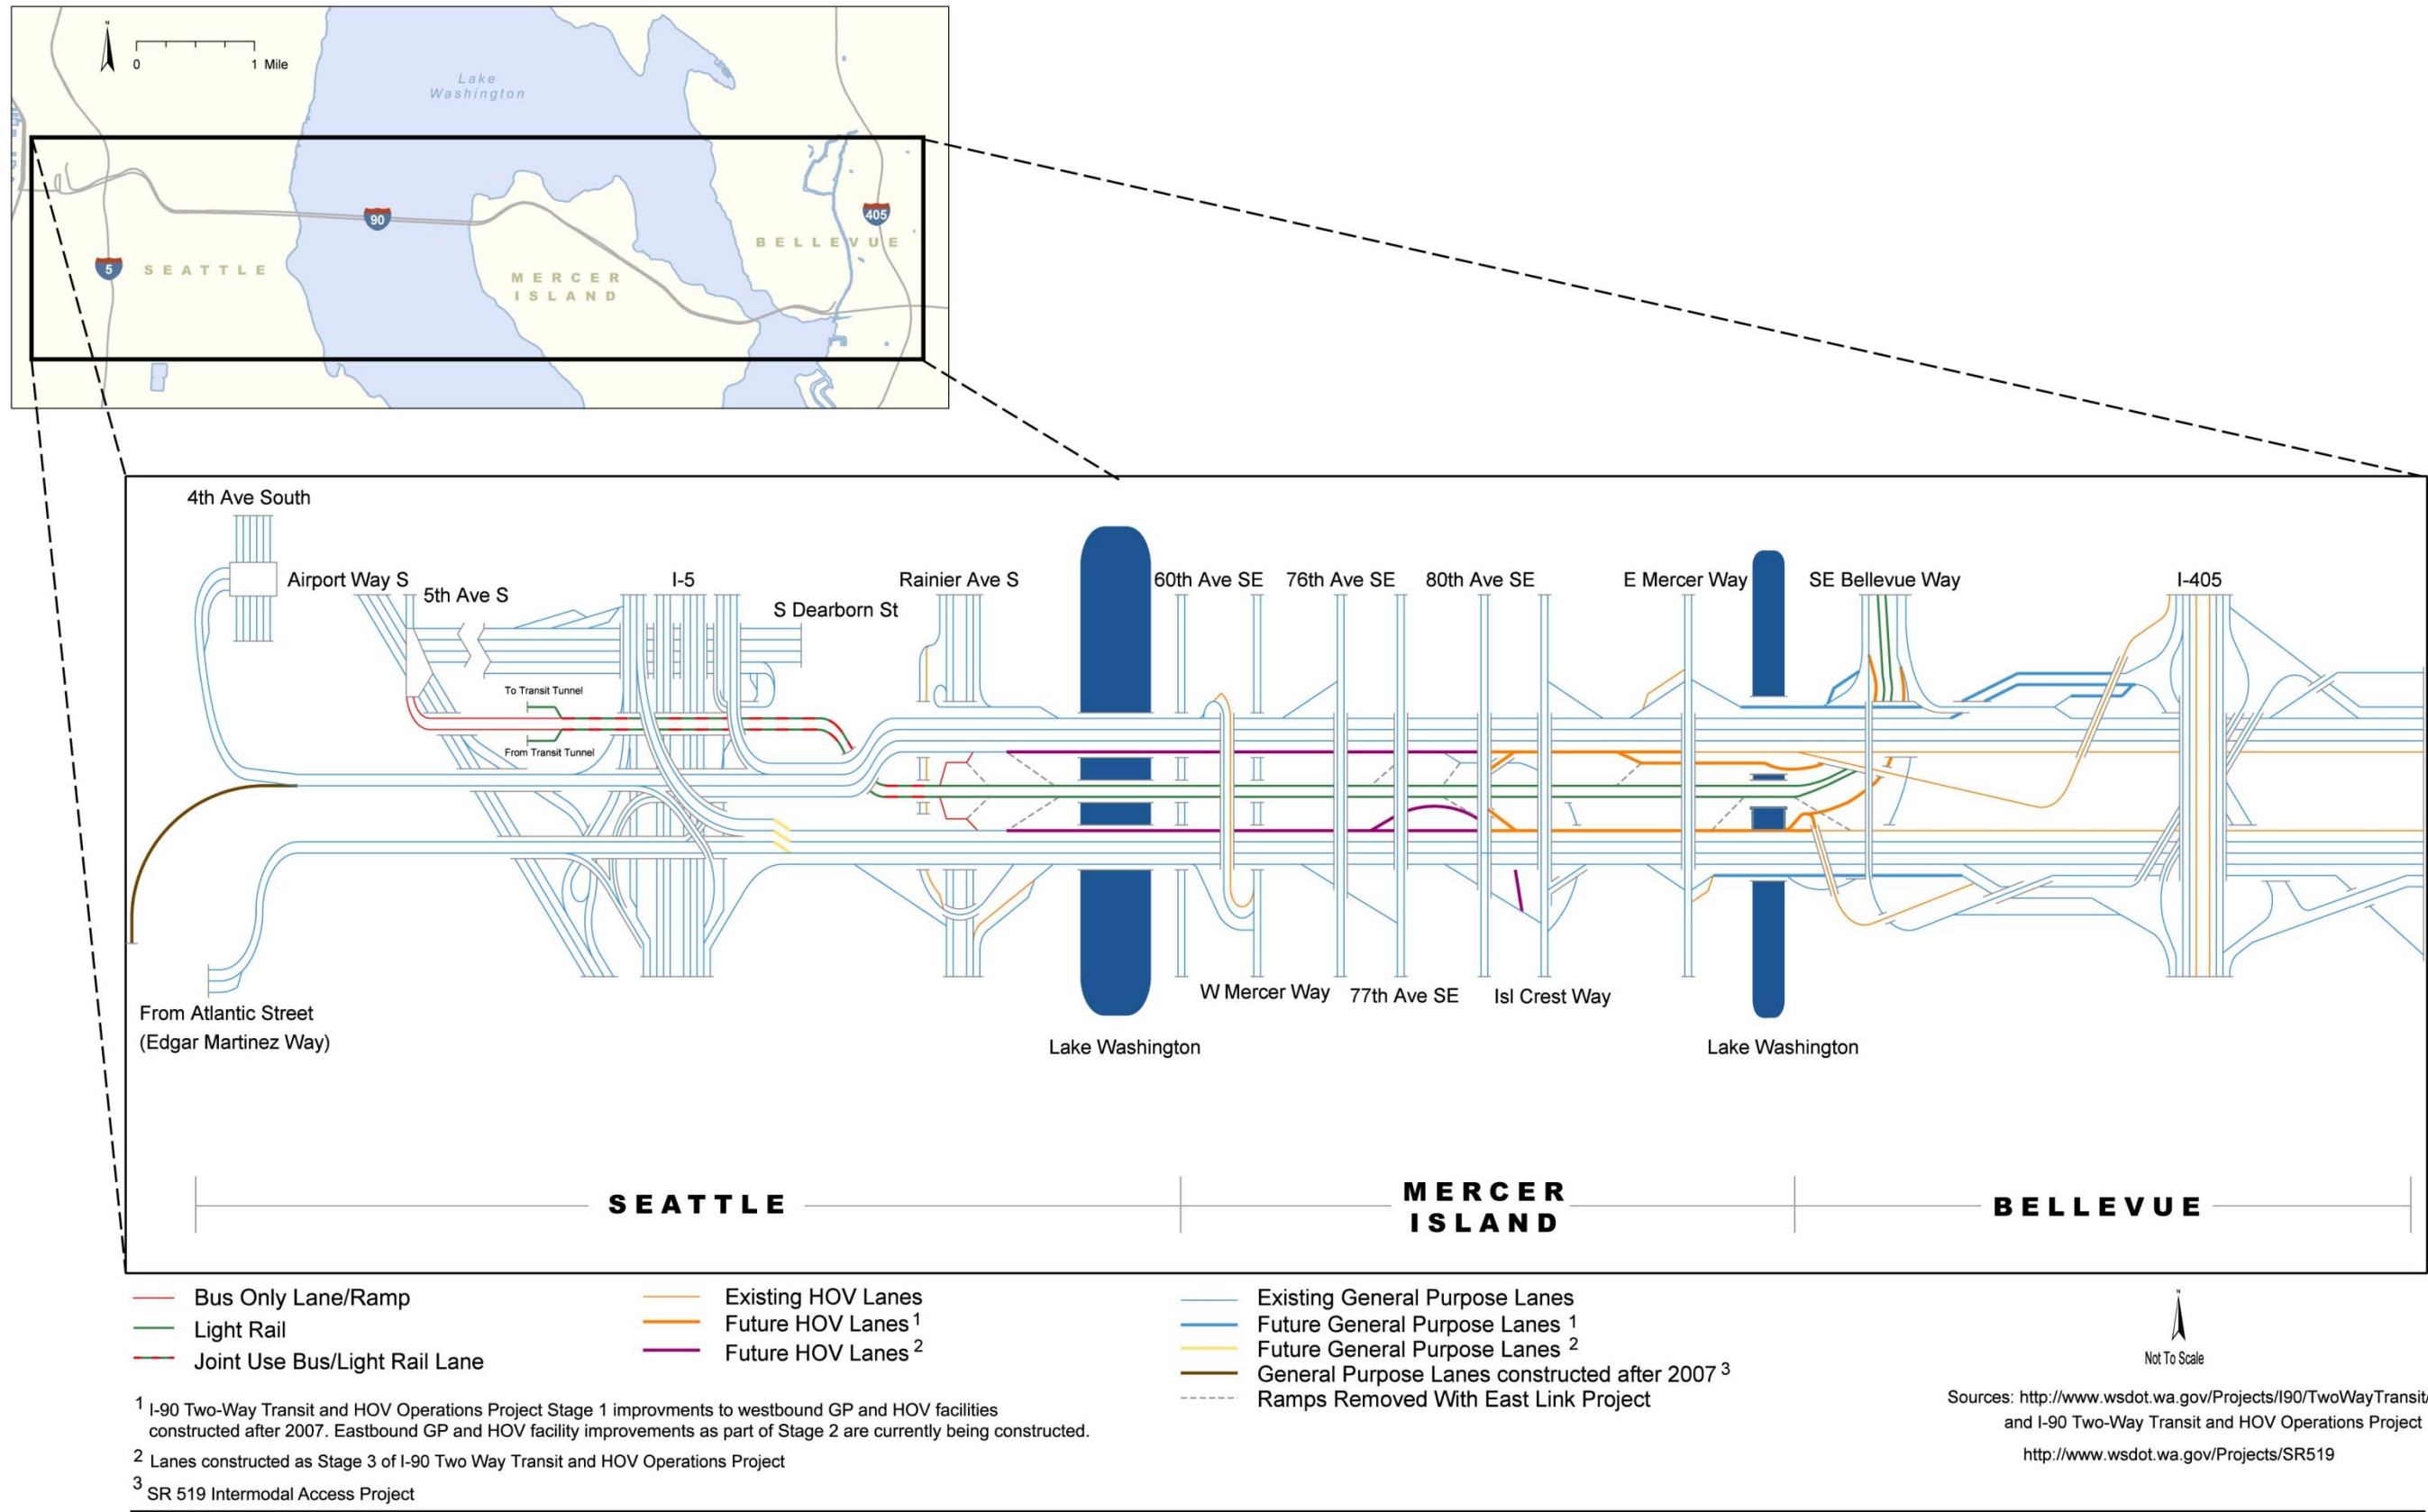 N
0 1 Mile
Lake
Washington
90
405
5
BELLEVUE
SEATTLE
MERCER
ISLAND
4th Ave South
Airport Way S
5th Ave S
I-5
S Dearborn St
Rainier Ave S
60th Ave SE
76th Ave SE
80th Ave SE
E Mercer Way
SE Bellevue Way
I-405
To Transit Tunnel
From Transit Tunnel
W Mercer Way
77th Ave SE
Isl Crest Way
From Atlantic Street
(Edgar Martinez Way)
Lake Washington
Lake Washington
SEATTLE
MERCER
ISLAND
BELLEVUE
Bus Only Lane/Ramp
Light Rail
Joint Use Bus/Light Rail Lane
Existing HOV Lanes
Future HOV Lanes 1
Future HOV Lanes 2
Existing General Purpose Lanes
Future General Purpose Lanes 1
Future General Purpose Lanes 2
General Purpose Lanes constructed after 2007 3
Ramps Removed With East Link Project
N
Not To Scale
1 I-90 Two-Way Transit and HOV Operations Project Stage 1 improvments to westbound GP and HOV facilities
constructed after 2007. Eastbound GP and HOV facility improvements as part of Stage 2 are currently being constructed.
2 Lanes constructed as Stage 3 of I-90 Two Way Transit and HOV Operations Project
3 SR 519 Intermodal Access Project
Sources: http://www.wsdot.wa.gov/Projects/I90/TwoWayTransit/
and I-90 Two-Way Transit and HOV Operations Project
http://www.wsdot.wa.gov/Projects/SR519